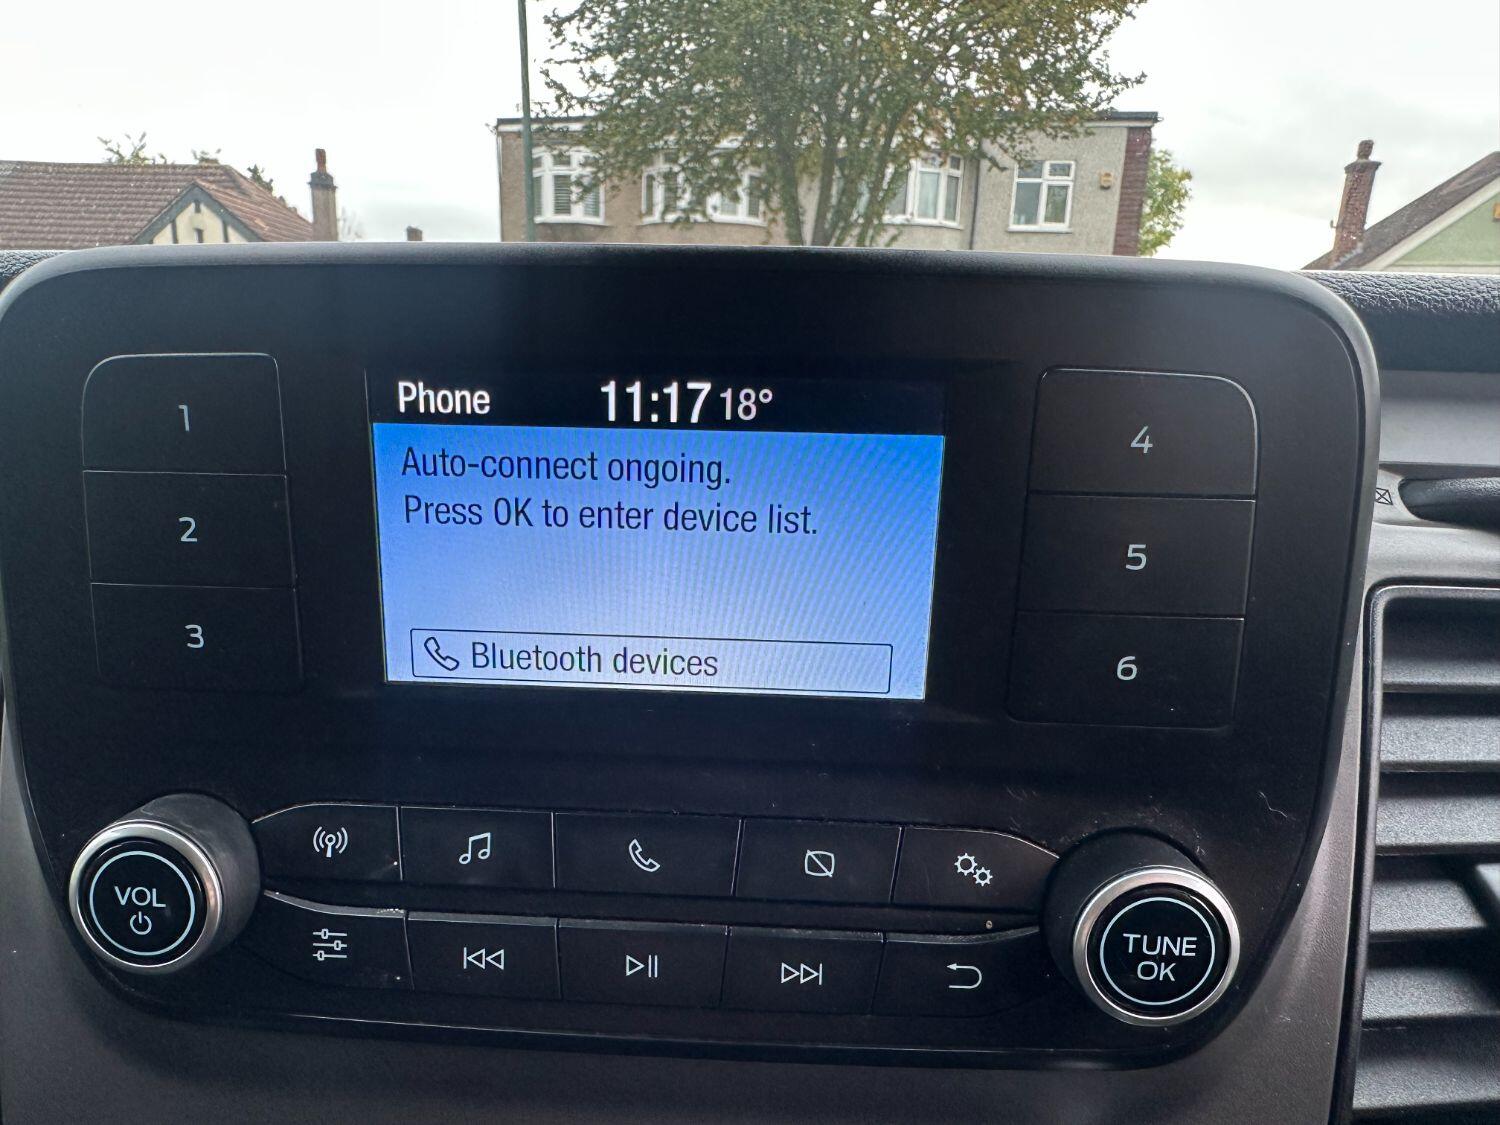 Phone 11:17 18°
Auto-connect ongoing.
Press OK to enter device list.
Bluetooth devices
1
2
3
4
5
6
VOL
TUNE
OK